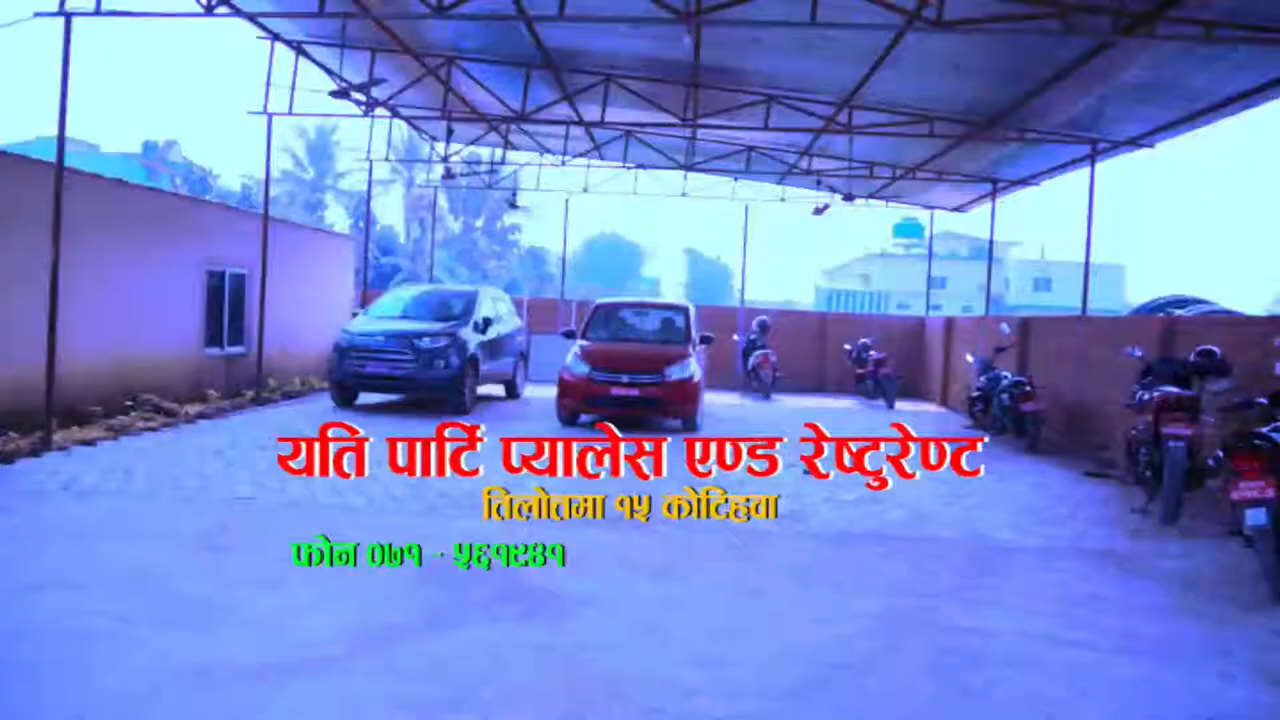 यति पार्टि प्यालेस एण्ड रेष्टुरेण्ट
तिलोत्तमा १५ कोटिहवा
फोन ०७१ - ५६१९४१